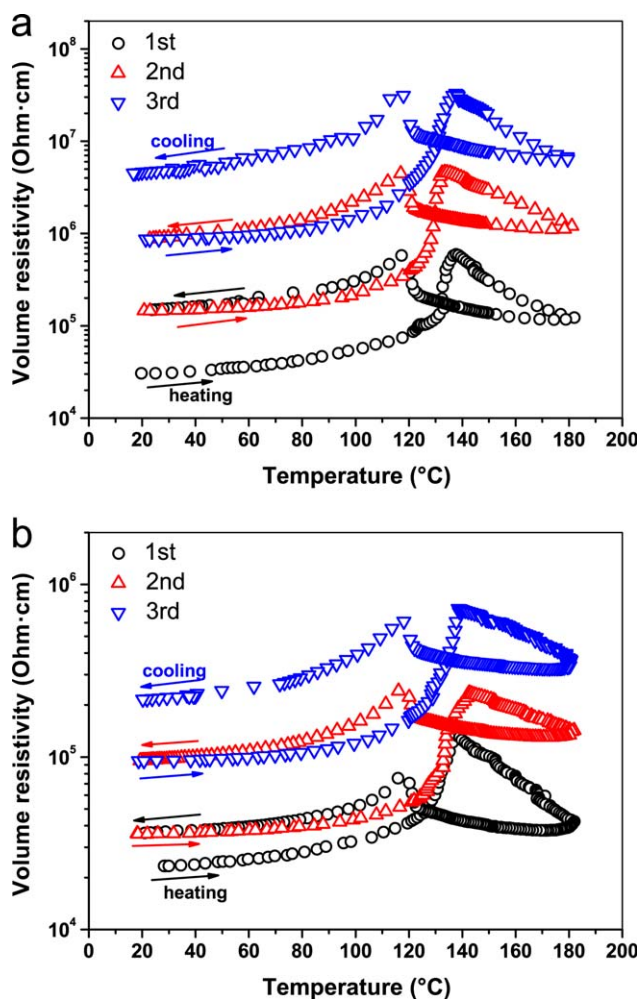 a
1st
2nd
3rd
cooling
heating
10⁸
10⁷
10⁶
10⁵
10⁴
Volume resistivity (Ohm·cm)
0 20 40 60 80 100 120 140 160 180 200
Temperature (°C)
b
1st
2nd
3rd
cooling
heating
10⁶
10⁵
10⁴
Volume resistivity (Ohm·cm)
0 20 40 60 80 100 120 140 160 180 200
Temperature (°C)